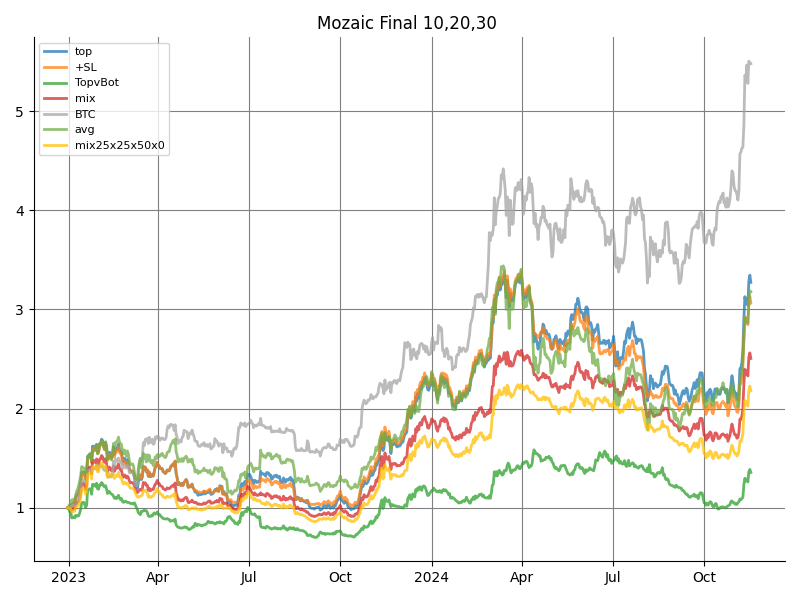 Mozaic Final 10,20,30
top
+SL
TopvBot
mix
BTC
avg
mix25x25x50x0
5
4
3
2
1
2023 Apr Jul Oct 2024 Apr Jul Oct